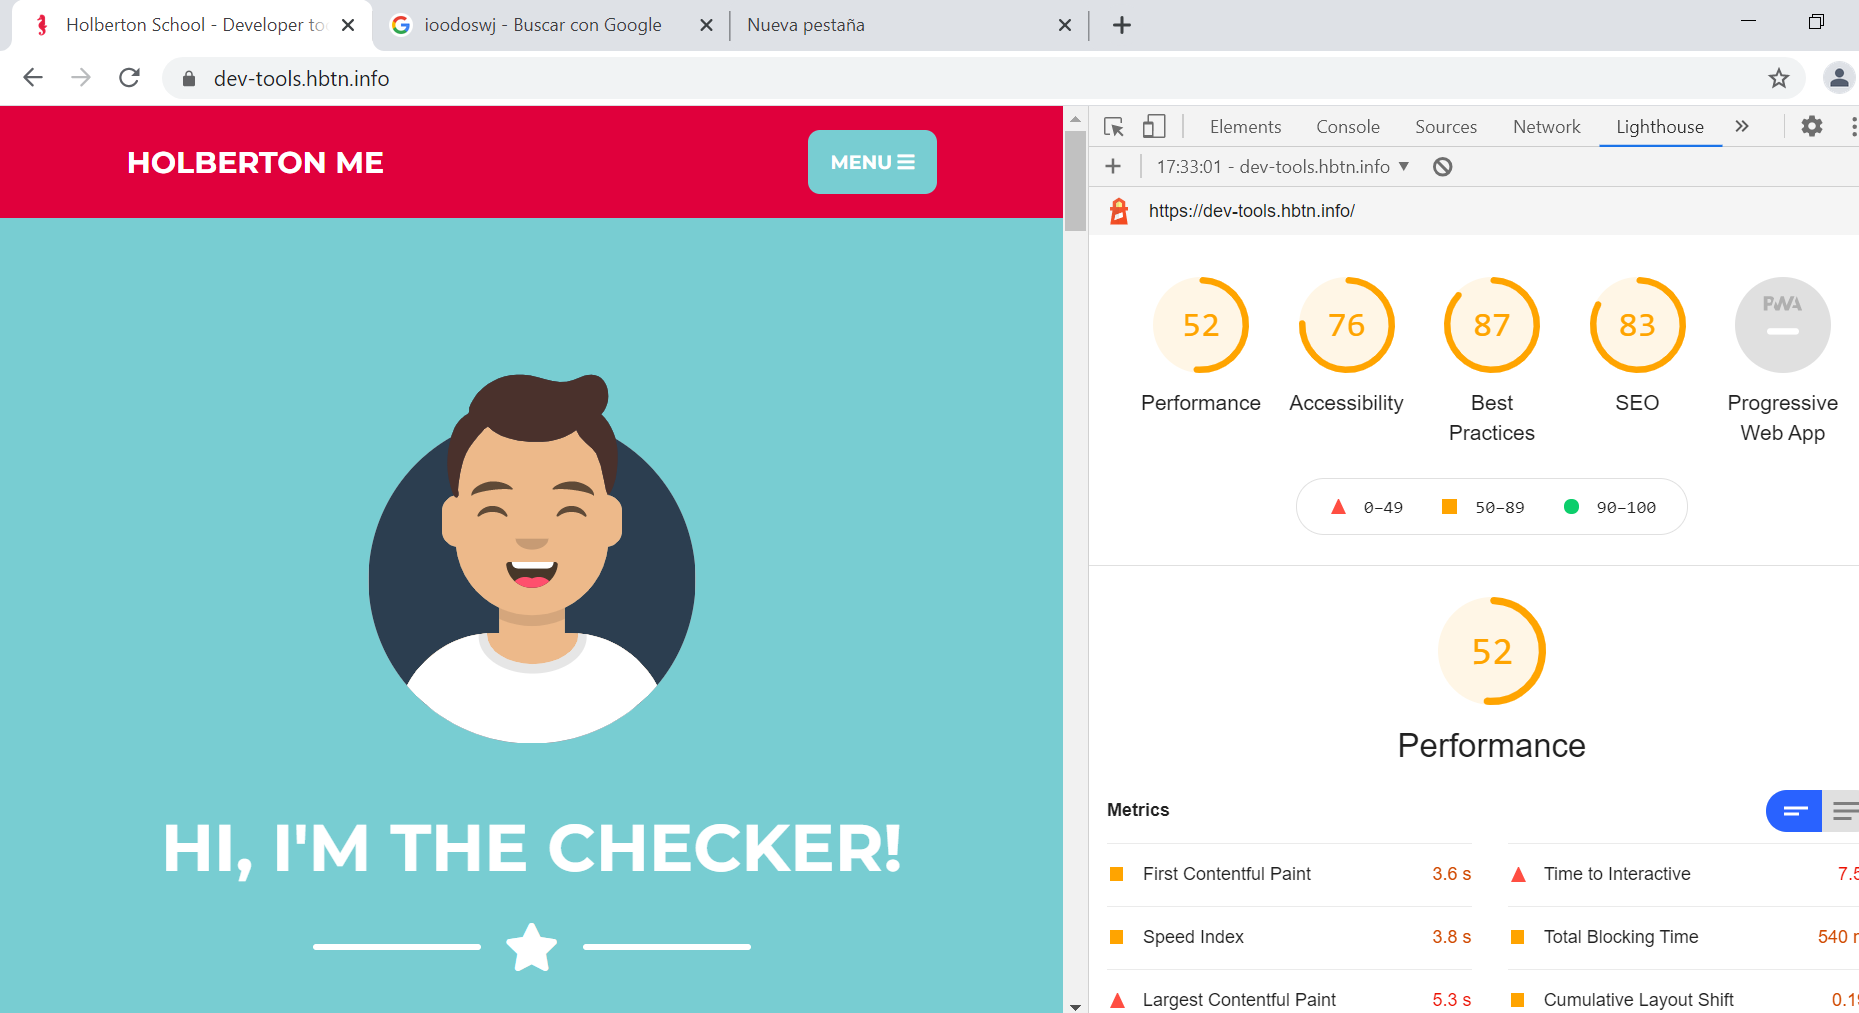 Holberton School - Developer to
ioodoswj - Buscar con Google
Nueva pestaña
dev-tools.hbtn.info
HOLBERTON ME
MENU
HI, I'M THE CHECKER!
Elements Console Sources Network Lighthouse
17:33:01 - dev-tools.hbtn.info
https://dev-tools.hbtn.info/
52 76 87 83 PWA
Performance Accessibility Best Practices SEO Progressive Web App
0–49 50–89 90–100
52
Performance
Metrics
First Contentful Paint 3.6 s
Time to Interactive 7.5
Speed Index 3.8 s
Total Blocking Time 540
Largest Contentful Paint 5.3 s
Cumulative Layout Shift 0.1